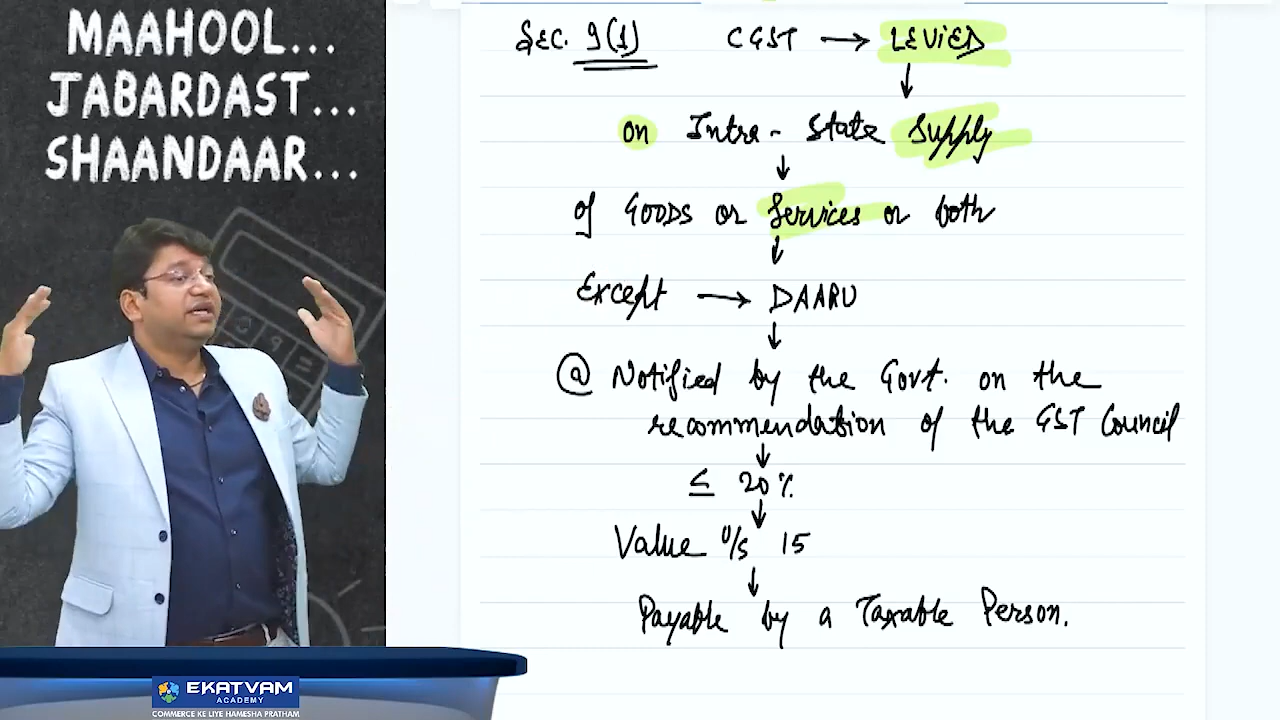 MAAHOOL...
JABARDAST...
SHAANDAAR...
SEC. 9(1) CGST → LEVIED
↓
on Intra - State Supply
↓
of GOODS or Services or both
↓
Except → DAARU
↓
@ Notified by the Govt. on the
recommendation of the GST Council
↓
≤ 20%
↓
Value u/s 15
↓
Payable by a Taxable Person.
EKATVAM
ACADEMY
COMMERCE KE LIYE HAMESHA PRATHAM